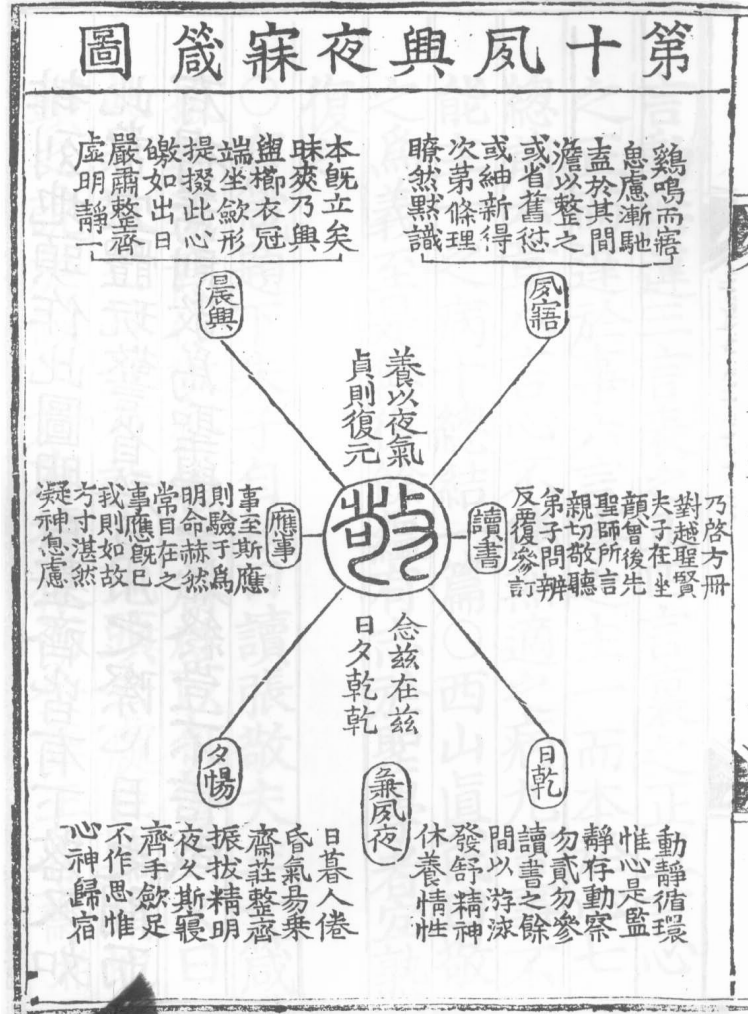 第十夙興夜寐箴圖
鷄鳴而寤
思慮漸馳
盍於其間
澹以整之
或省舊愆
或紬新得
次第條理
瞭然默識
夙寤
本既立矣
昧爽乃興
盥櫛衣冠
端坐斂形
提掇此心
皦如出日
嚴肅整齊
虛明靜一
晨興
養以夜氣
貞則復元
敬
念茲在茲
日夕乾乾
讀書
乃啓方冊
對越聖賢
夫子在坐
顏曾後先
聖師所言
親切敬聽
弟子問辨
反覆參訂
應事
事至斯應
則驗于爲
明命赫然
常目在之
事應既已
我則如故
方寸湛然
凝神息慮
日乾
動靜循環
惟心是監
靜存動察
勿貳勿參
讀書之餘
間以游泳
發舒精神
休養情性
兼夙夜
夕惕
日暮人倦
昏氣易乘
齋莊整齊
振拔精明
夜久斯寢
齊手斂足
不作思惟
心神歸宿